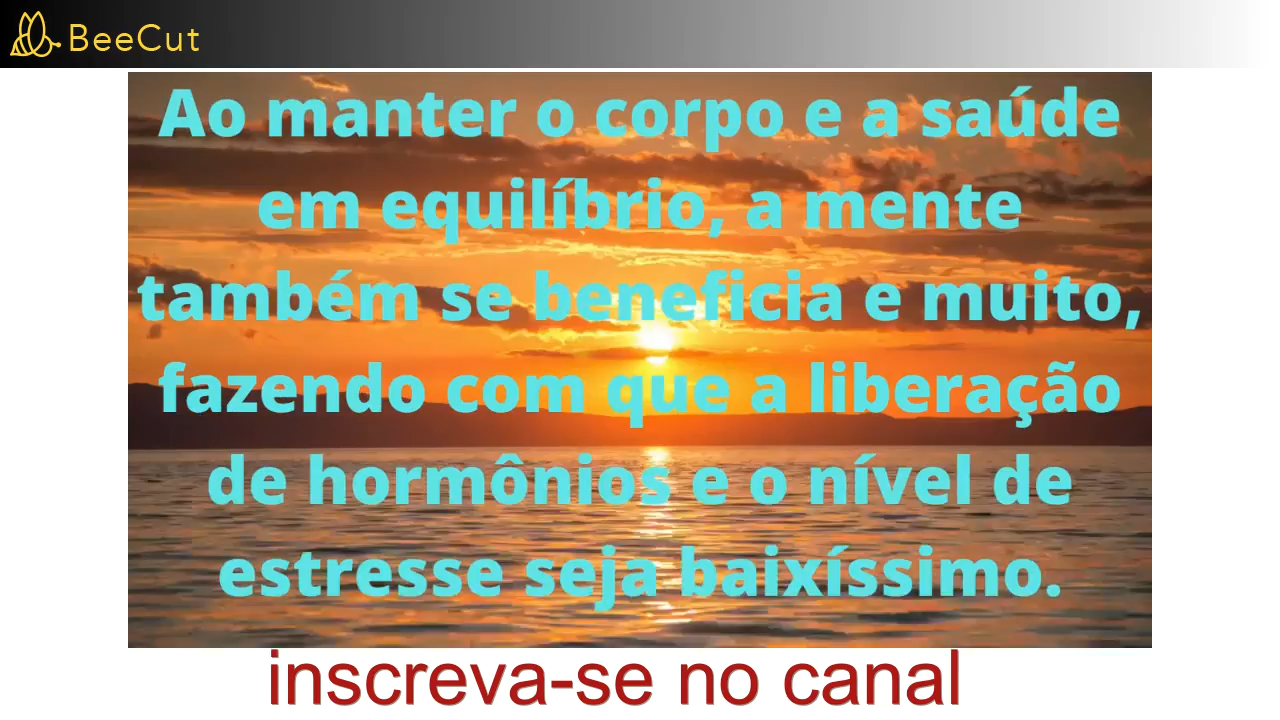 BeeCut
Ao manter o corpo e a saúde
em equilíbrio, a mente
também se beneficia e muito,
fazendo com que a liberação
de hormônios e o nível de
estresse seja baixíssimo.
inscreva-se no canal